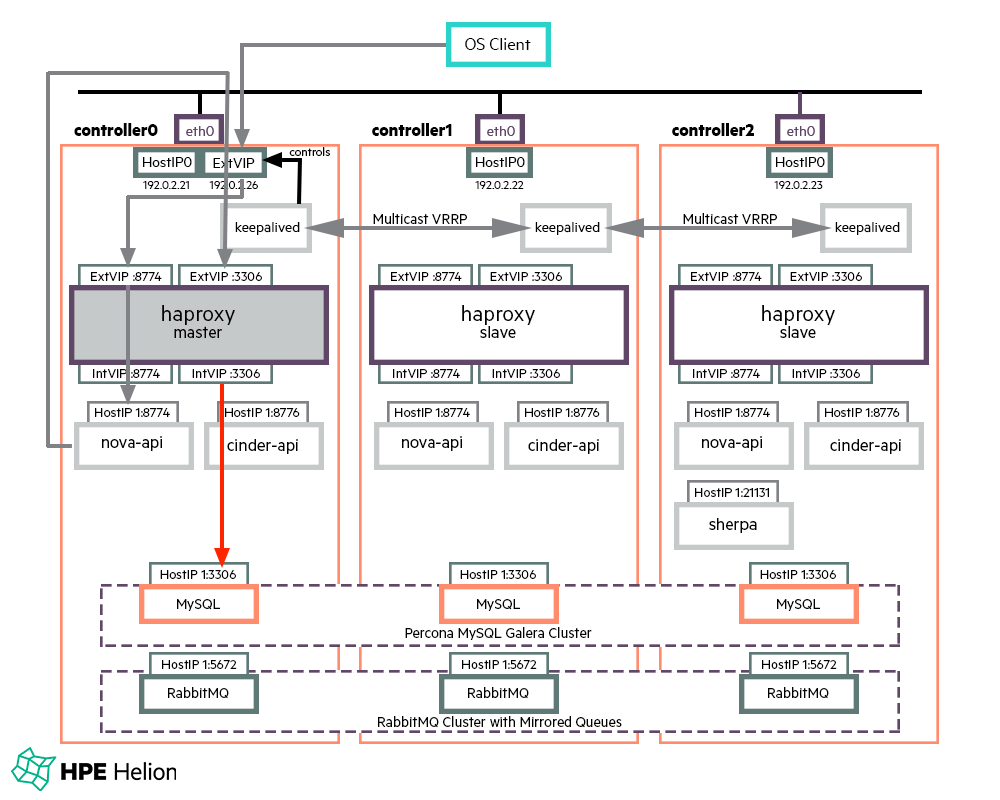 OS Client
controller0
eth0
controller1
eth0
controller2
eth0
HostIP0
ExtVIP
controls
HostIP0
HostIP0
192.0.2.21
192.0.2.26
192.0.2.22
192.0.2.23
keepalived
Multicast VRRP
keepalived
Multicast VRRP
keepalived
ExtVIP :8774
ExtVIP :3306
ExtVIP :8774
ExtVIP :3306
ExtVIP :8774
ExtVIP :3306
haproxy
master
haproxy
slave
haproxy
slave
IntVIP :8774
IntVIP :3306
IntVIP :8774
IntVIP :3306
IntVIP :8774
IntVIP :3306
HostIP 1:8774
HostIP 1:8776
HostIP 1:8774
HostIP 1:8776
HostIP 1:8774
HostIP 1:8776
nova-api
cinder-api
nova-api
cinder-api
nova-api
cinder-api
HostIP 1:21131
sherpa
HostIP 1:3306
HostIP 1:3306
HostIP 1:3306
MySQL
MySQL
MySQL
Percona MySQL Galera Cluster
HostIP 1:5672
HostIP 1:5672
HostIP 1:5672
RabbitMQ
RabbitMQ
RabbitMQ
RabbitMQ Cluster with Mirrored Queues
HPE Helion